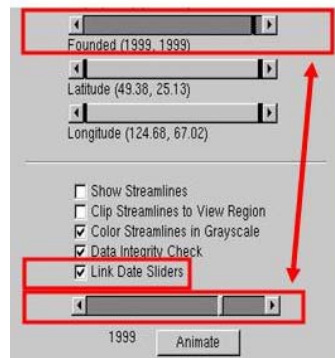 Founded (1999, 1999)
Latitude (49.38, 25.13)
Longitude (124.68, 67.02)
Show Streamlines
Clip Streamlines to View Region
Color Streamlines in Grayscale
Data Integrity Check
Link Date Sliders
1999
Animate